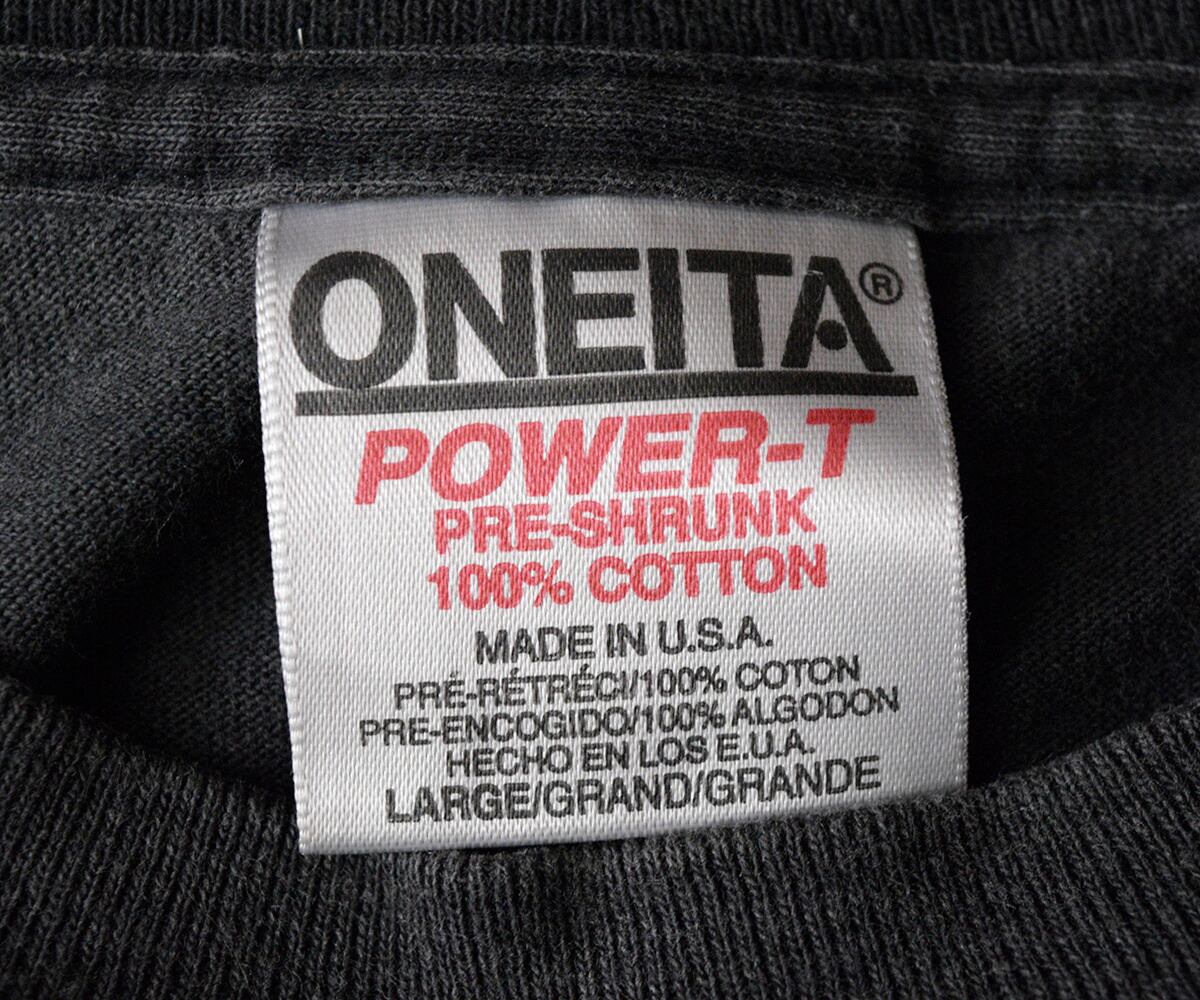 ONEITA®
POWER-T
PRE-SHRUNK
100% COTTON
MADE IN U.S.A.
PRÉ-RÉTRÉCI/100% COTON
PRE-ENCOGIDO/100% ALGODON
HECHO EN LOS E.U.A.
LARGE/GRAND/GRANDE